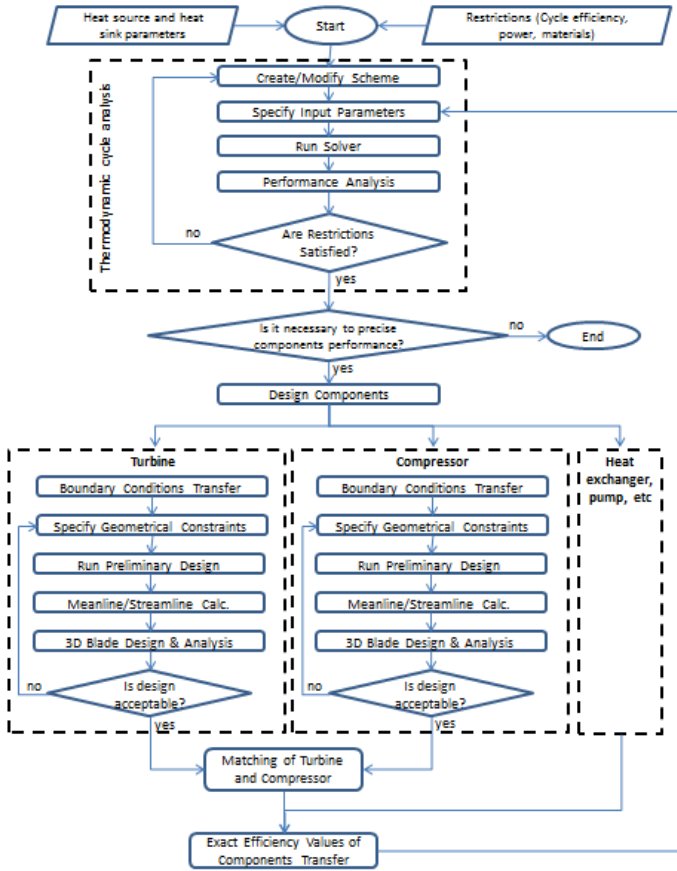 Heat source and heat
sink parameters
Start
Restrictions (Cycle efficiency,
power, materials)
Thermodynamic cycle analysis
Create/Modify Scheme
Specify Input Parameters
Run Solver
Performance Analysis
no
Are Restrictions
Satisfied?
yes
Is it necessary to precise
components performance?
no
End
yes
Design Components
Turbine
Boundary Conditions Transfer
Specify Geometrical Constraints
Run Preliminary Design
Meanline/Streamline Calc.
3D Blade Design & Analysis
no
Is design
acceptable?
yes
Compressor
Boundary Conditions Transfer
Specify Geometrical Constraints
Run Preliminary Design
Meanline/Streamline Calc.
3D Blade Design & Analysis
no
Is design
acceptable?
yes
Heat
exchanger,
pump, etc
Matching of Turbine
and Compressor
Exact Efficiency Values of
Components Transfer